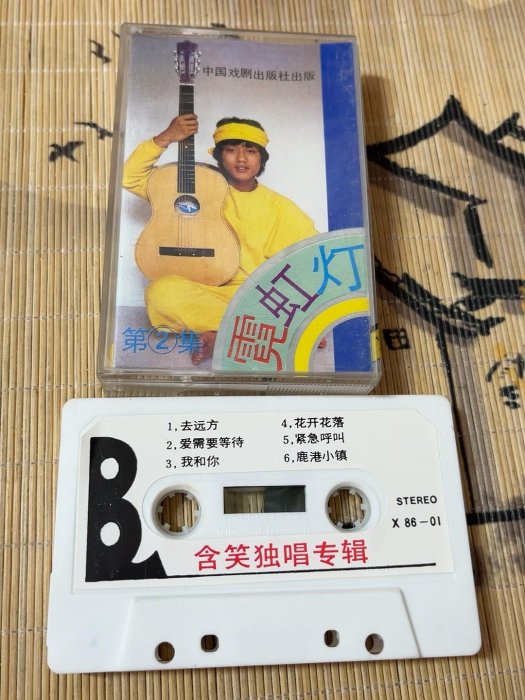 中国戏剧出版社出版
霓虹灯
第②集
B
1,去远方
2,爱需要等待
3,我和你
4,花开花落
5,紧急呼叫
6,鹿港小镇
STEREO
X 86-01
含笑独唱专辑